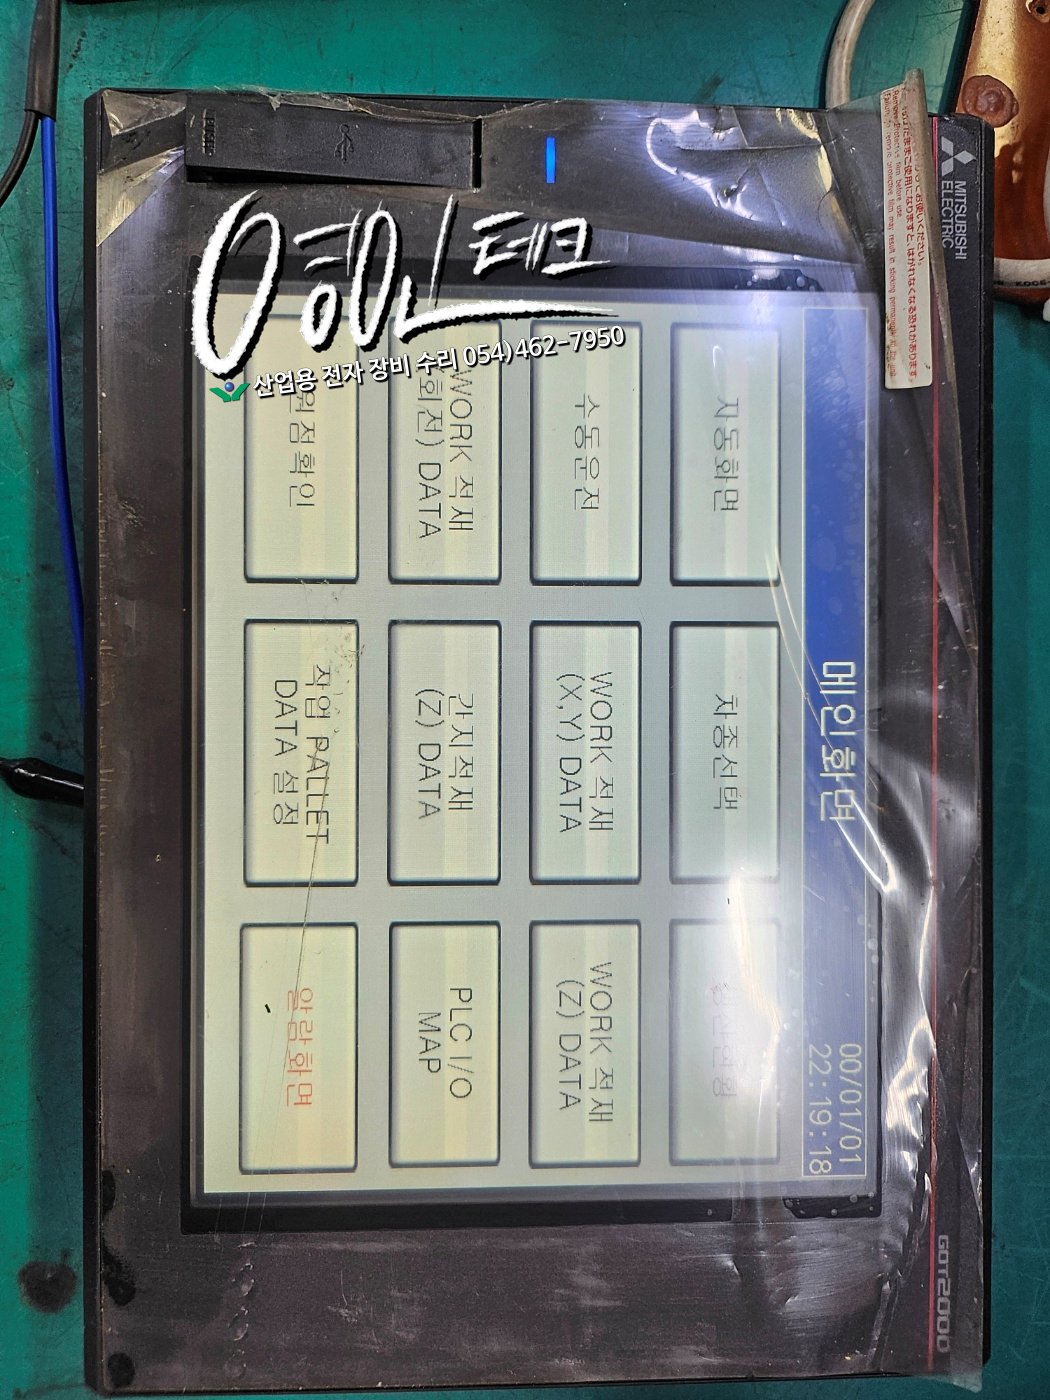 MITSUBISHI
ELECTRIC
메인화면
00/01/01
22:19:18
자동화면
차종선택
수동운전
WORK 적재
(X,Y) DATA
WORK 적재
(Z) DATA
WORK 적재
(회전) DATA
간지적재
(Z) DATA
PLC I/O
MAP
원점확인
작업 PALLET
DATA 설정
알람화면
GOT2000
영인테크
산업용 전자 장비 수리 054)462-7950